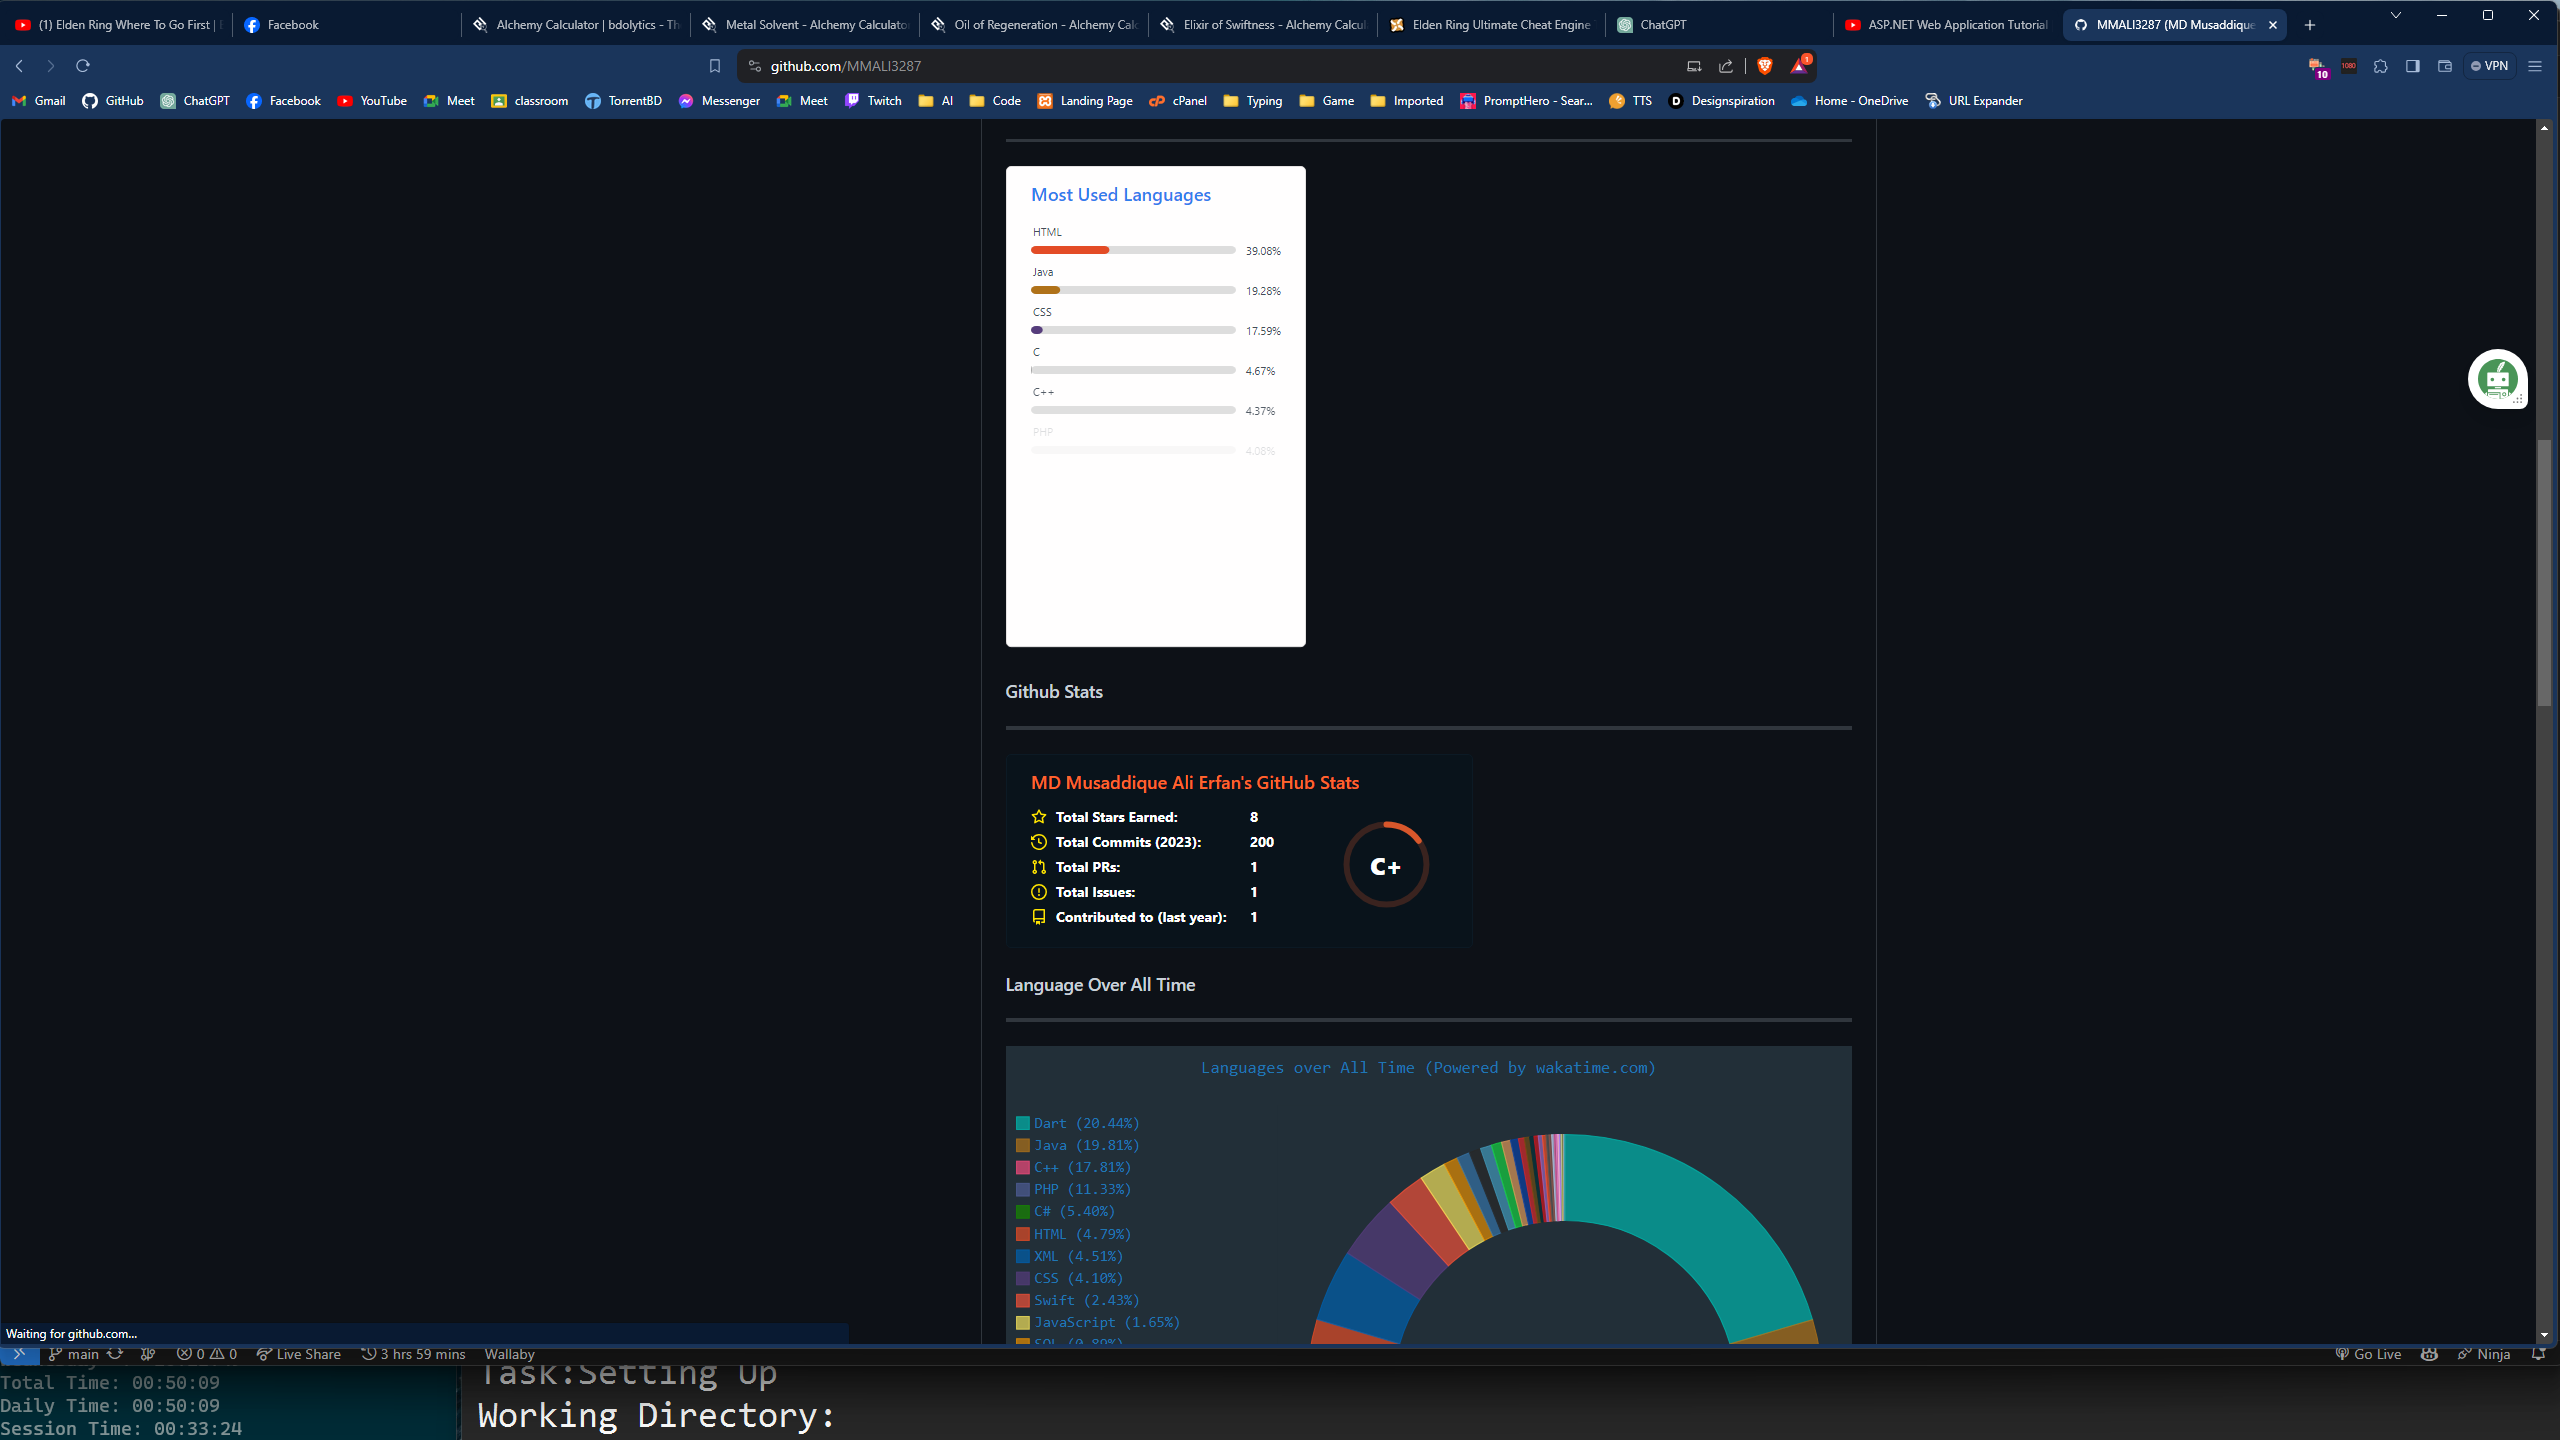 (1) Elden Ring Where To Go First |
Facebook
Alchemy Calculator | bdolytics - Th
Metal Solvent - Alchemy Calculator
Oil of Regeneration - Alchemy Calc
Elixir of Swiftness - Alchemy Calcul
Elden Ring Ultimate Cheat Engine
ChatGPT
ASP.NET Web Application Tutorial
MMALI3287 (MD Musaddique
github.com/MMALI3287
1
10
1080
VPN
Gmail
GitHub
ChatGPT
Facebook
YouTube
Meet
classroom
TorrentBD
Messenger
Meet
Twitch
AI
Code
Landing Page
cPanel
Typing
Game
Imported
PromptHero - Sear...
TTS
Designspiration
Home - OneDrive
URL Expander
Most Used Languages
HTML
39.08%
Java
19.28%
CSS
17.59%
C
4.67%
C++
4.37%
PHP
4.08%
Github Stats
MD Musaddique Ali Erfan's GitHub Stats
Total Stars Earned: 8
Total Commits (2023): 200
Total PRs: 1
Total Issues: 1
Contributed to (last year): 1
C+
Language Over All Time
Languages over All Time (Powered by wakatime.com)
Dart (20.44%)
Java (19.81%)
C++ (17.81%)
PHP (11.33%)
C# (5.40%)
HTML (4.79%)
XML (4.51%)
CSS (4.10%)
Swift (2.43%)
JavaScript (1.65%)
SQL (0.89%)
Waiting for github.com...
main
0 0
Live Share
3 hrs 59 mins
Wallaby
Go Live
Ninja
Total Time: 00:50:09
Daily Time: 00:50:09
Session Time: 00:33:24
Task:Setting Up
Working Directory: